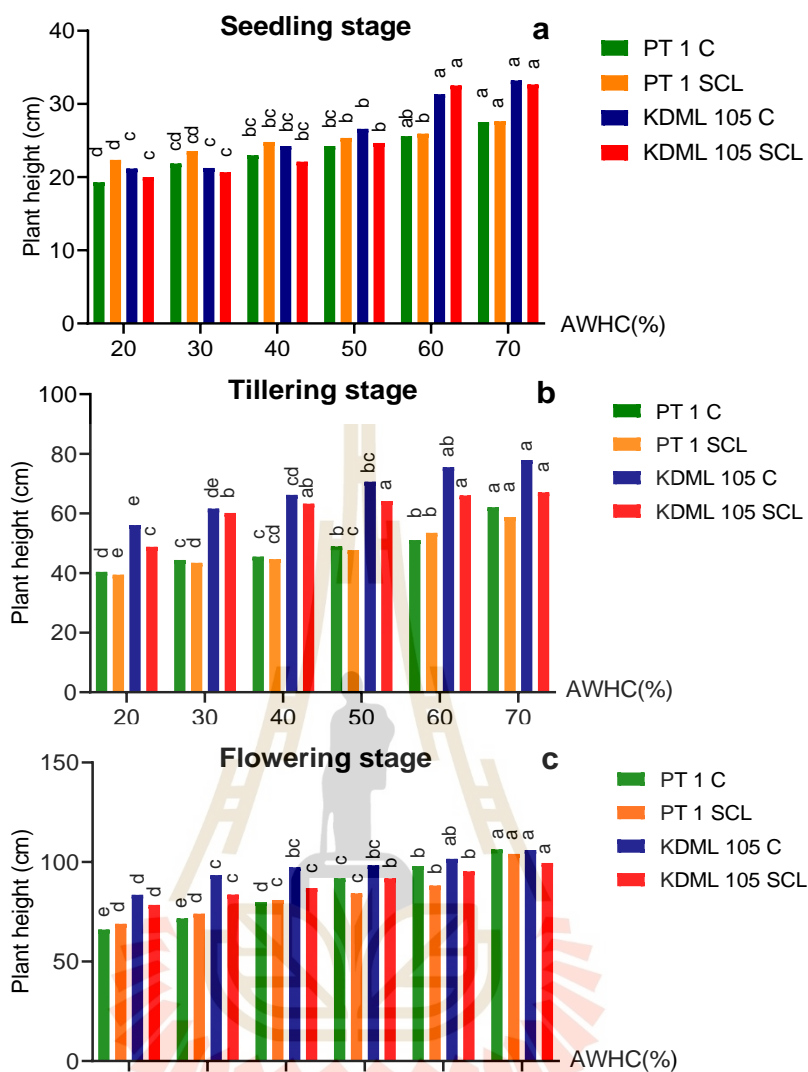 Seedling stage
a
Plant height (cm)
40
30
20
10
0
d d c c
cd cd c c
bc bc bc bc
b b b b
ab b a a
a a a a
20 30 40 50 60 70
AWHC(%)
PT 1 C
PT 1 SCL
KDML 105 C
KDML 105 SCL
Tillering stage
b
Plant height (cm)
100
80
60
40
20
0
d e e c
c d de b
c cd cd ab
b c bc a
b b ab a
a a a a
20 30 40 50 60 70
AWHC(%)
PT 1 C
PT 1 SCL
KDML 105 C
KDML 105 SCL
Flowering stage
c
Plant height (cm)
150
100
50
0
e d d d
e d c c
d c bc c
c c bc b
b b ab b
a a a a
AWHC(%)
PT 1 C
PT 1 SCL
KDML 105 C
KDML 105 SCL